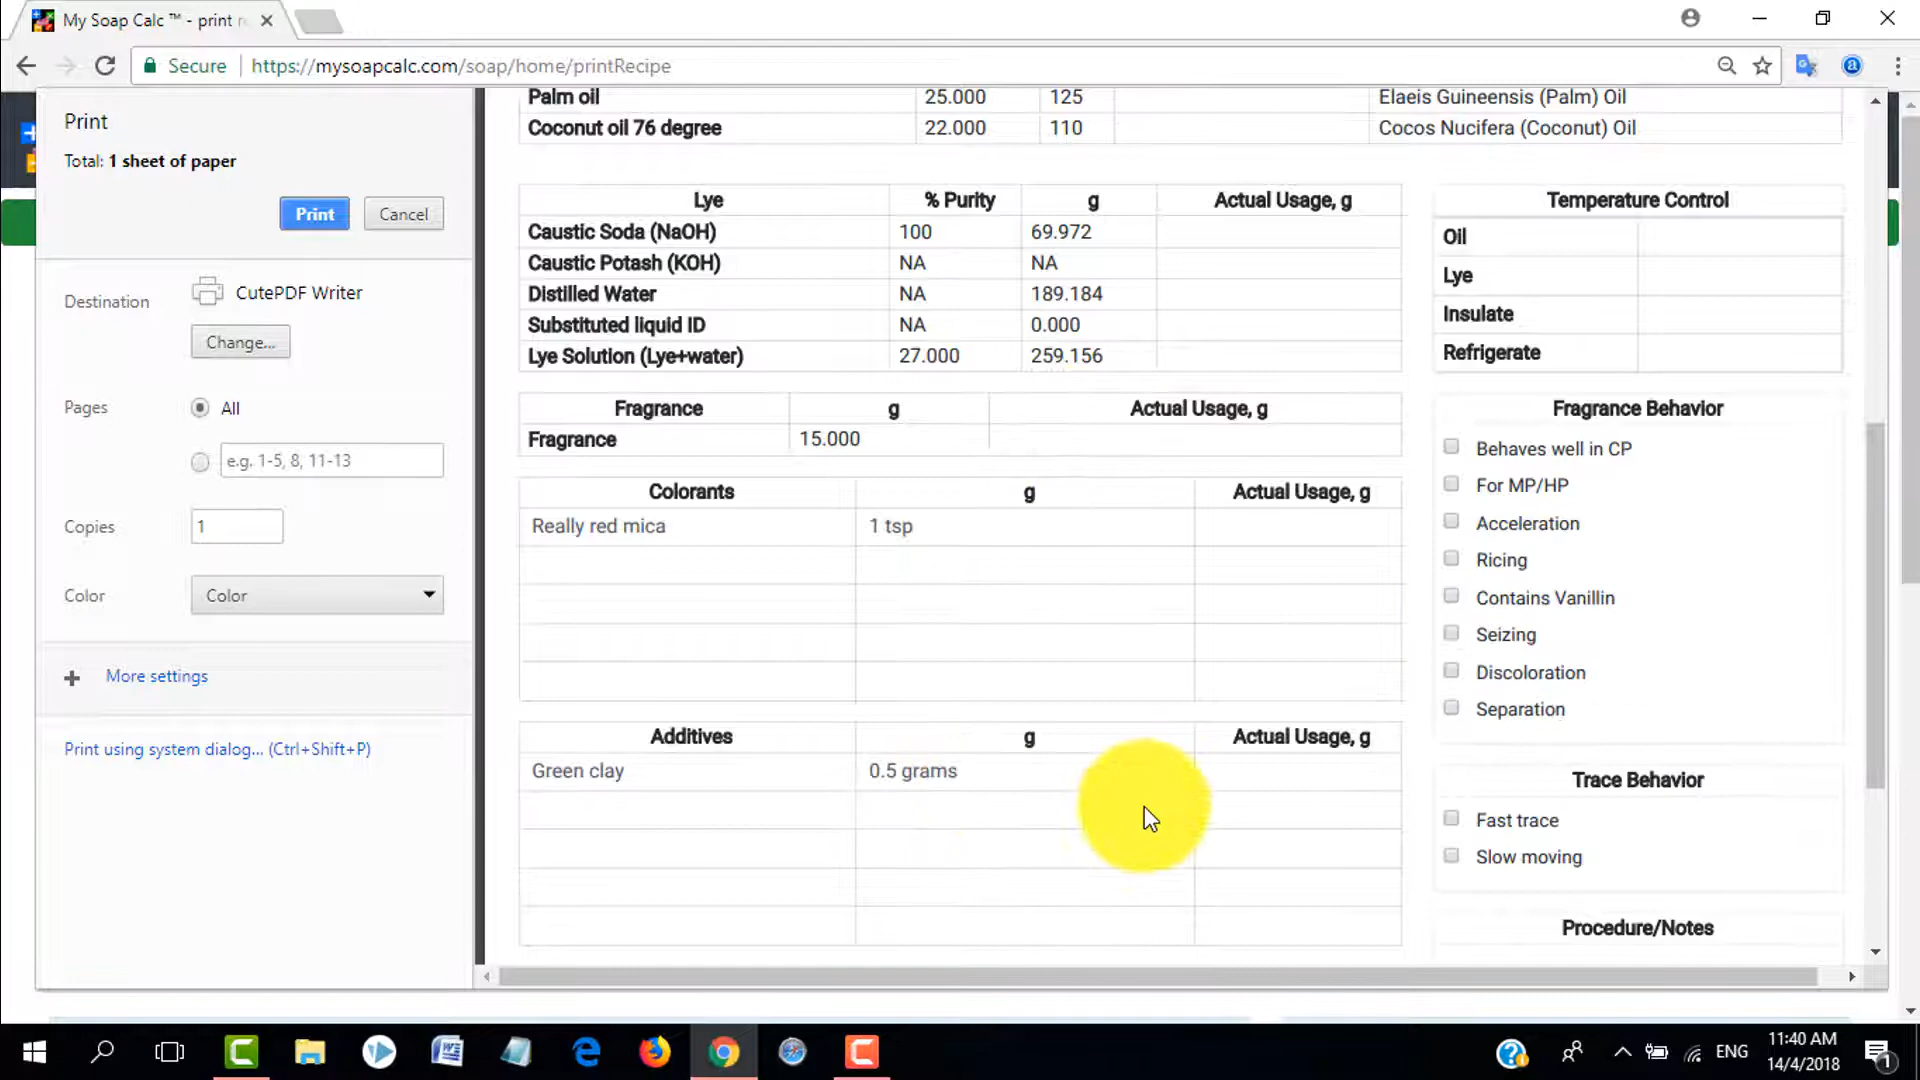 My Soap Calc ™ - print r
Secure
https://mysoapcalc.com/soap/home/printRecipe
Print
Total: 1 sheet of paper
Print
Cancel
Destination
CutePDF Writer
Change...
Pages
All
e.g. 1-5, 8, 11-13
Copies
1
Color
Color
More settings
Print using system dialog... (Ctrl+Shift+P)
Palm oil 25.000 125 Elaeis Guineensis (Palm) Oil
Coconut oil 76 degree 22.000 110 Cocos Nucifera (Coconut) Oil
Lye % Purity g Actual Usage, g
Caustic Soda (NaOH) 100 69.972
Caustic Potash (KOH) NA NA
Distilled Water NA 189.184
Substituted liquid ID NA 0.000
Lye Solution (Lye+water) 27.000 259.156
Fragrance g Actual Usage, g
Fragrance 15.000
Colorants g Actual Usage, g
Really red mica 1 tsp
Additives g Actual Usage, g
Green clay 0.5 grams
Temperature Control
Oil
Lye
Insulate
Refrigerate
Fragrance Behavior
Behaves well in CP
For MP/HP
Acceleration
Ricing
Contains Vanillin
Seizing
Discoloration
Separation
Trace Behavior
Fast trace
Slow moving
Procedure/Notes
ENG
11:40 AM
14/4/2018
1